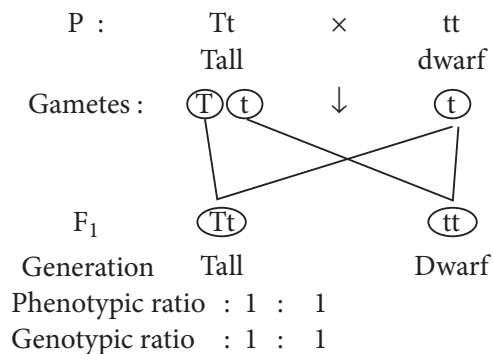 P : Tt × tt
Tall dwarf
Gametes : T t ↓ t
F₁ Tt tt
Generation Tall Dwarf
Phenotypic ratio : 1 : 1
Genotypic ratio : 1 : 1